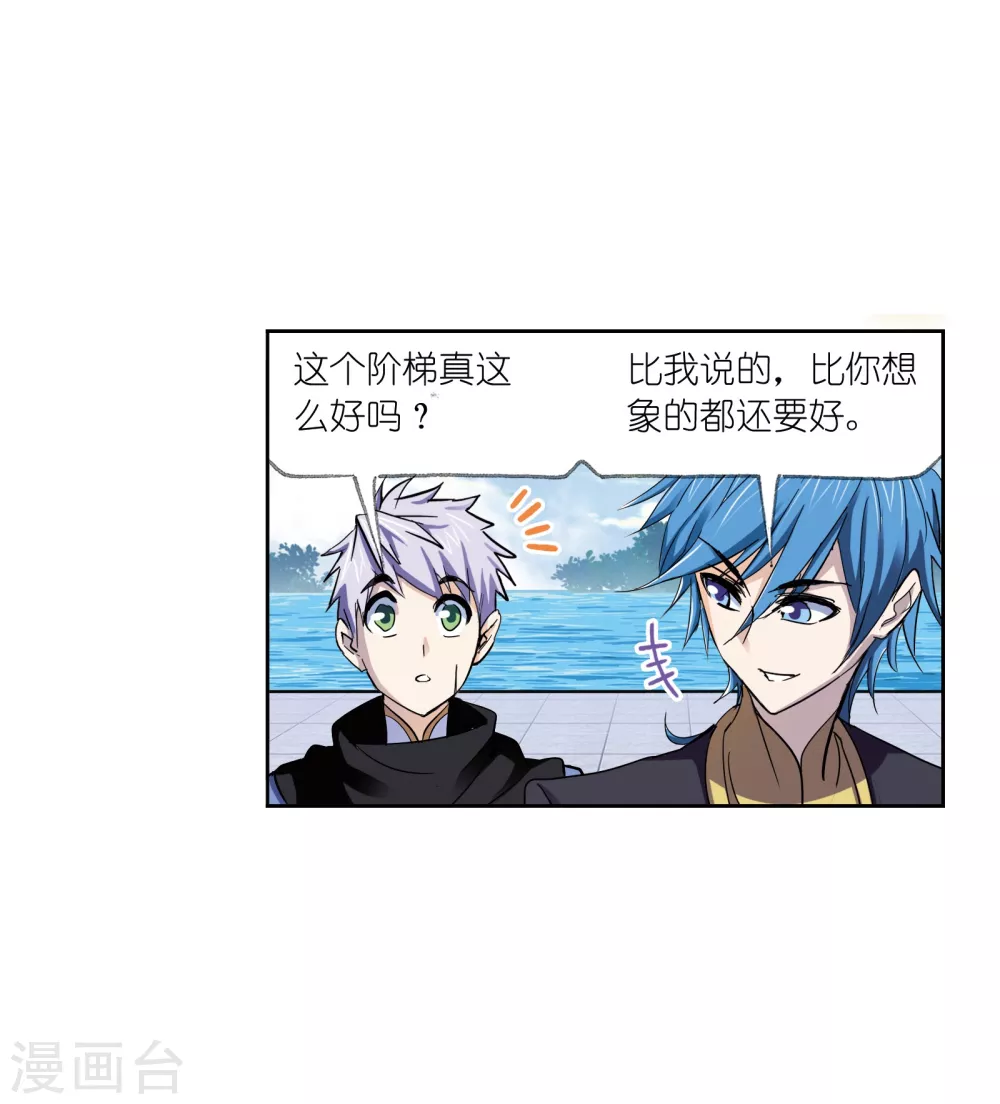 这个阶梯真这
么好吗？
比我说的，比你想
象的都还要好。
漫画台